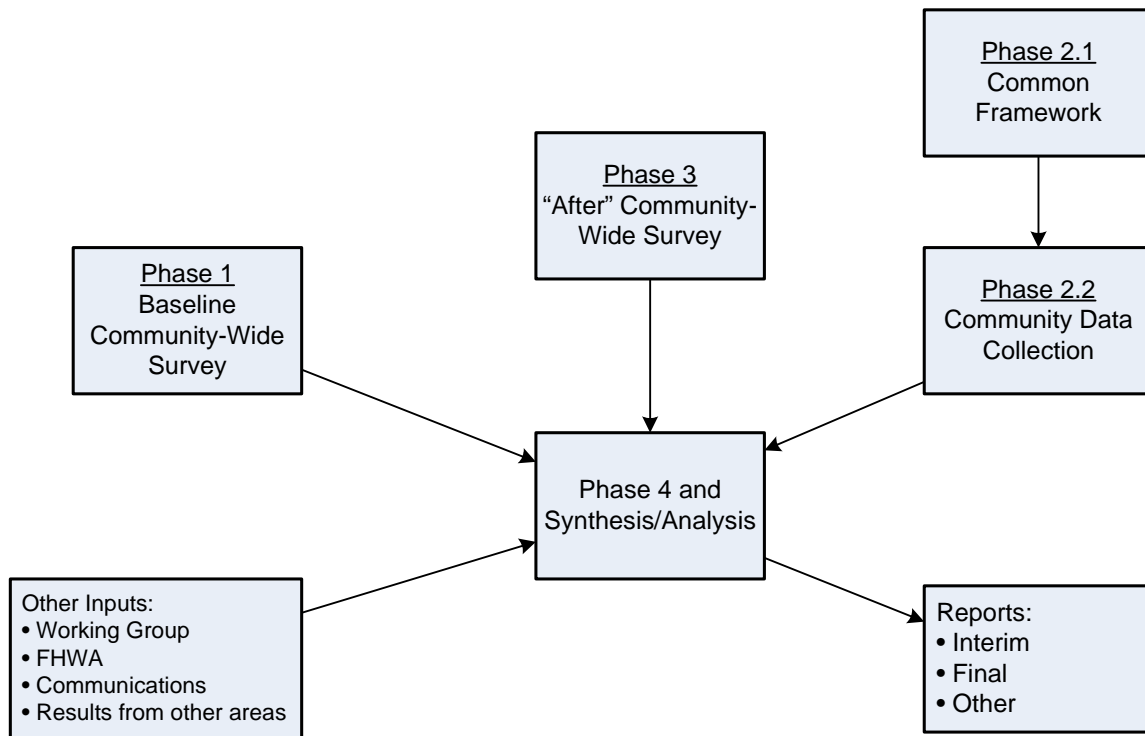 Phase 2.1
Common
Framework
Phase 3
“After” Community-
Wide Survey
Phase 1
Baseline
Community-Wide
Survey
Phase 2.2
Community Data
Collection
Phase 4 and
Synthesis/Analysis
Other Inputs:
• Working Group
• FHWA
• Communications
• Results from other areas
Reports:
• Interim
• Final
• Other